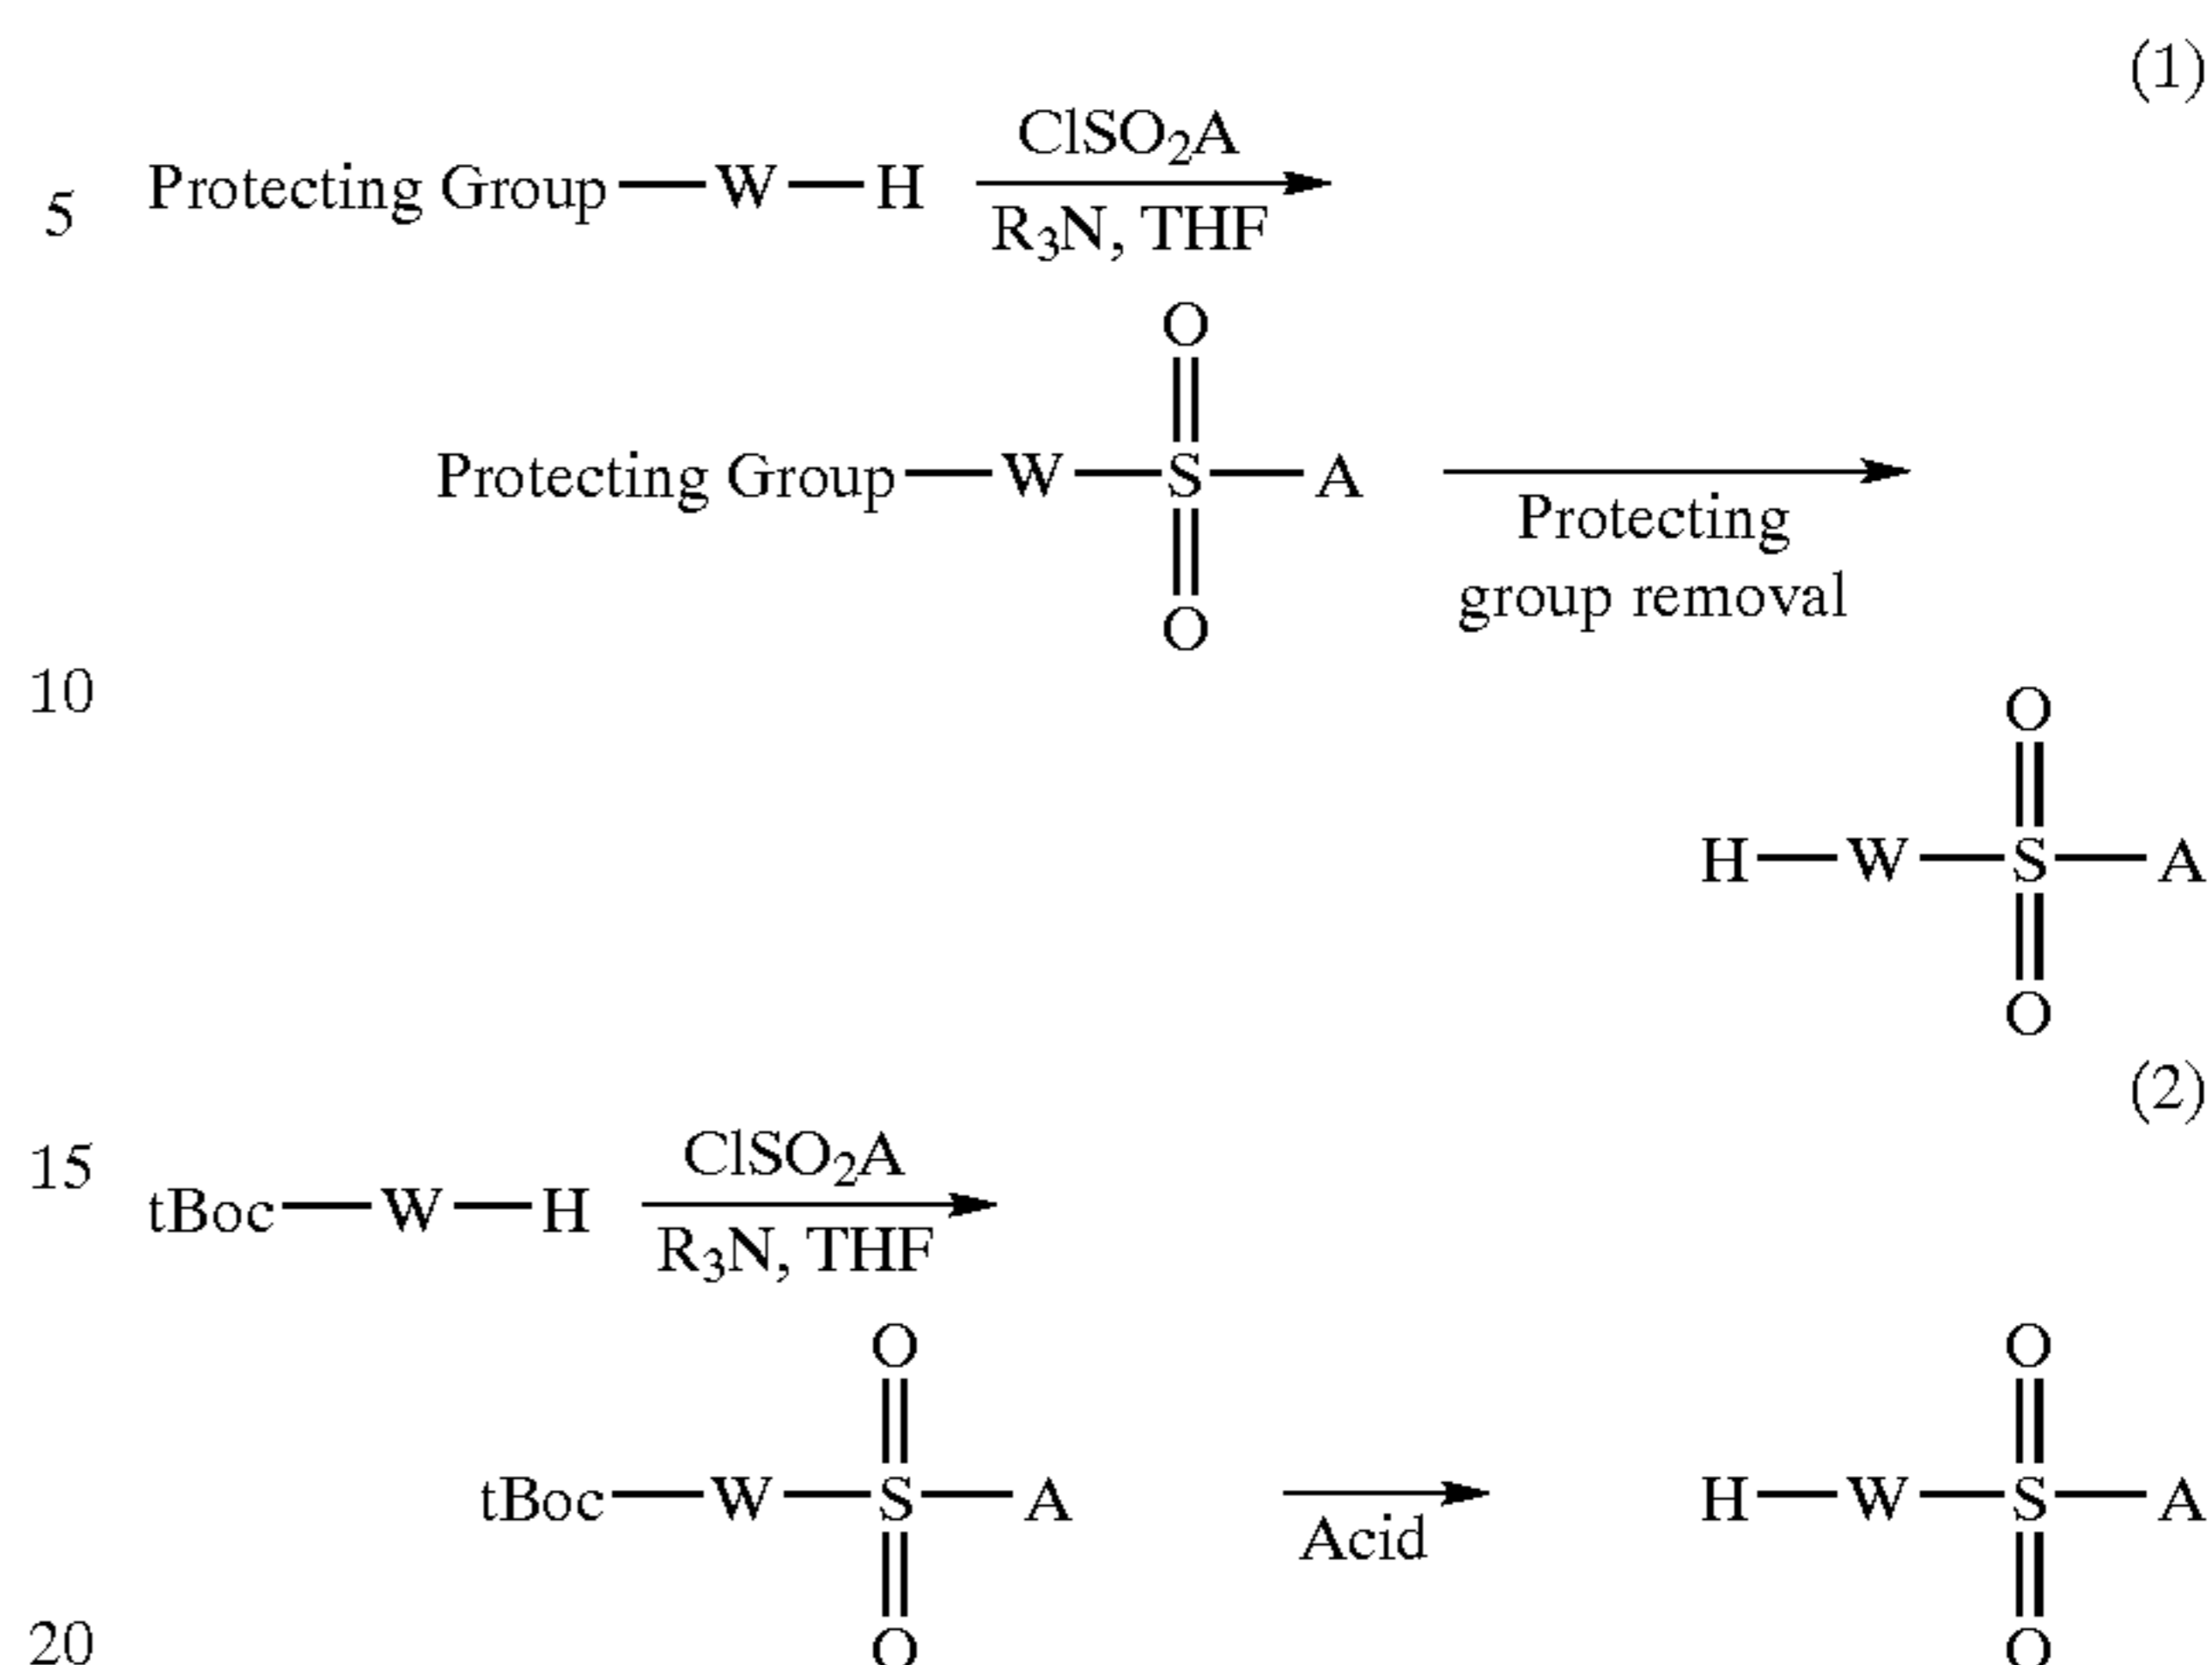 (1)
ClSO2A
5 Protecting Group—W—H
R3N, THF
O
Protecting Group—W—S—A
Protecting
group removal
O
10
O
H—W—S—A
O
(2)
ClSO2A
15 tBoc—W—H
R3N, THF
O O
tBoc—W—S—A H—W—S—A
Acid
O O
20